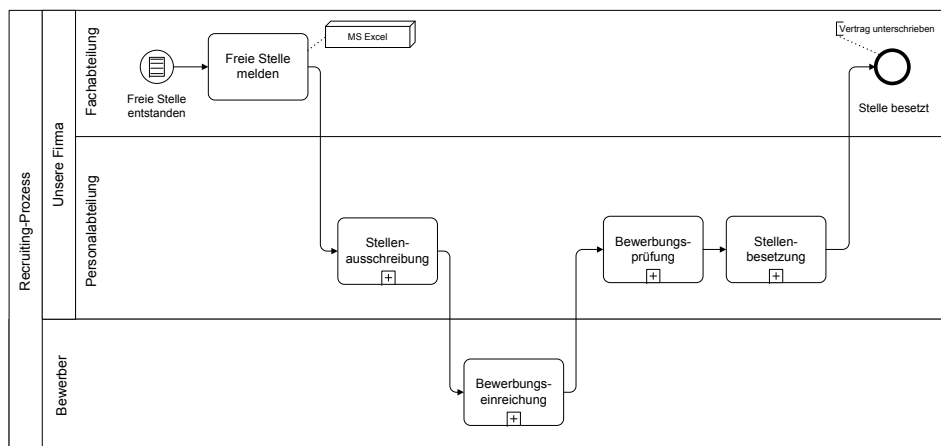 Recruiting-Prozess
Unsere Firma
Fachabteilung
Freie Stelle
entstanden
Freie Stelle
melden
MS Excel
Vertrag unterschrieben
Stelle besetzt
Personalabteilung
Stellen-
ausschreibung
Bewerbungs-
prüfung
Stellen-
besetzung
Bewerber
Bewerbungs-
einreichung